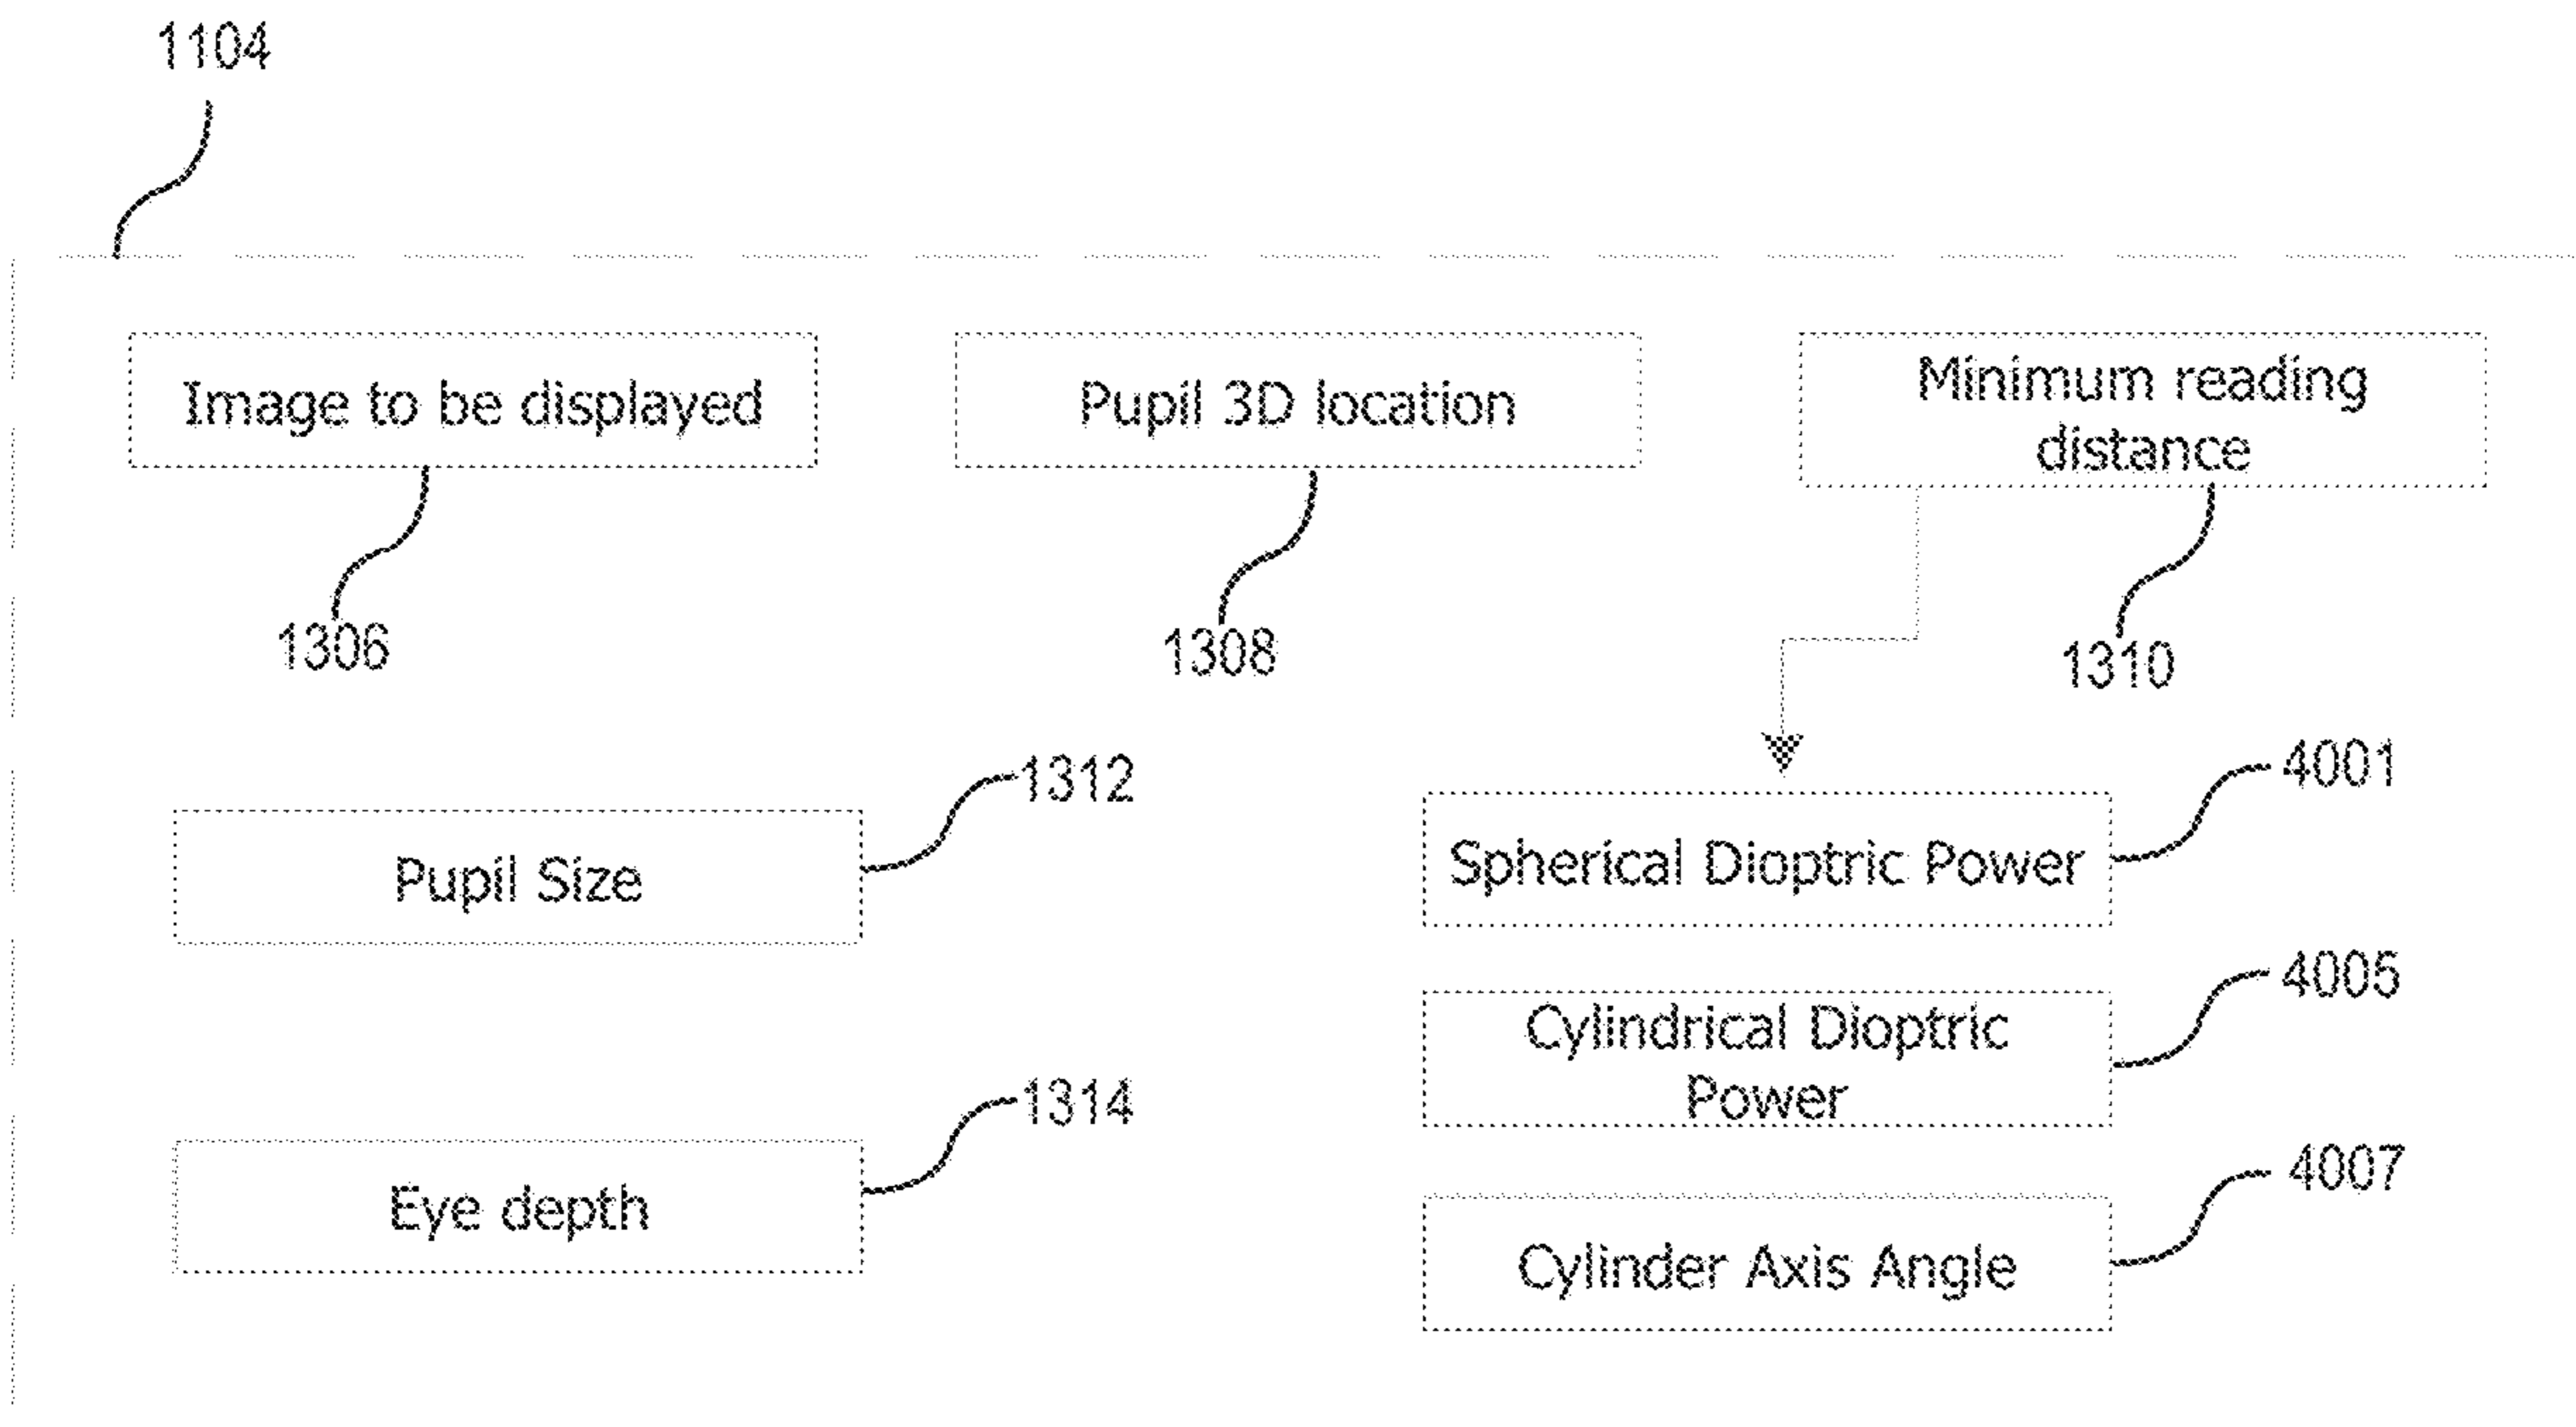 1104
Image to be displayed
Pupil 3D location
Minimum reading
distance
1306
1308
1310
1312
4001
Pupil Size
Spherical Dioptric Power
4005
Cylindrical Dioptric
Power
1314
4007
Eye depth
Cylinder Axis Angle